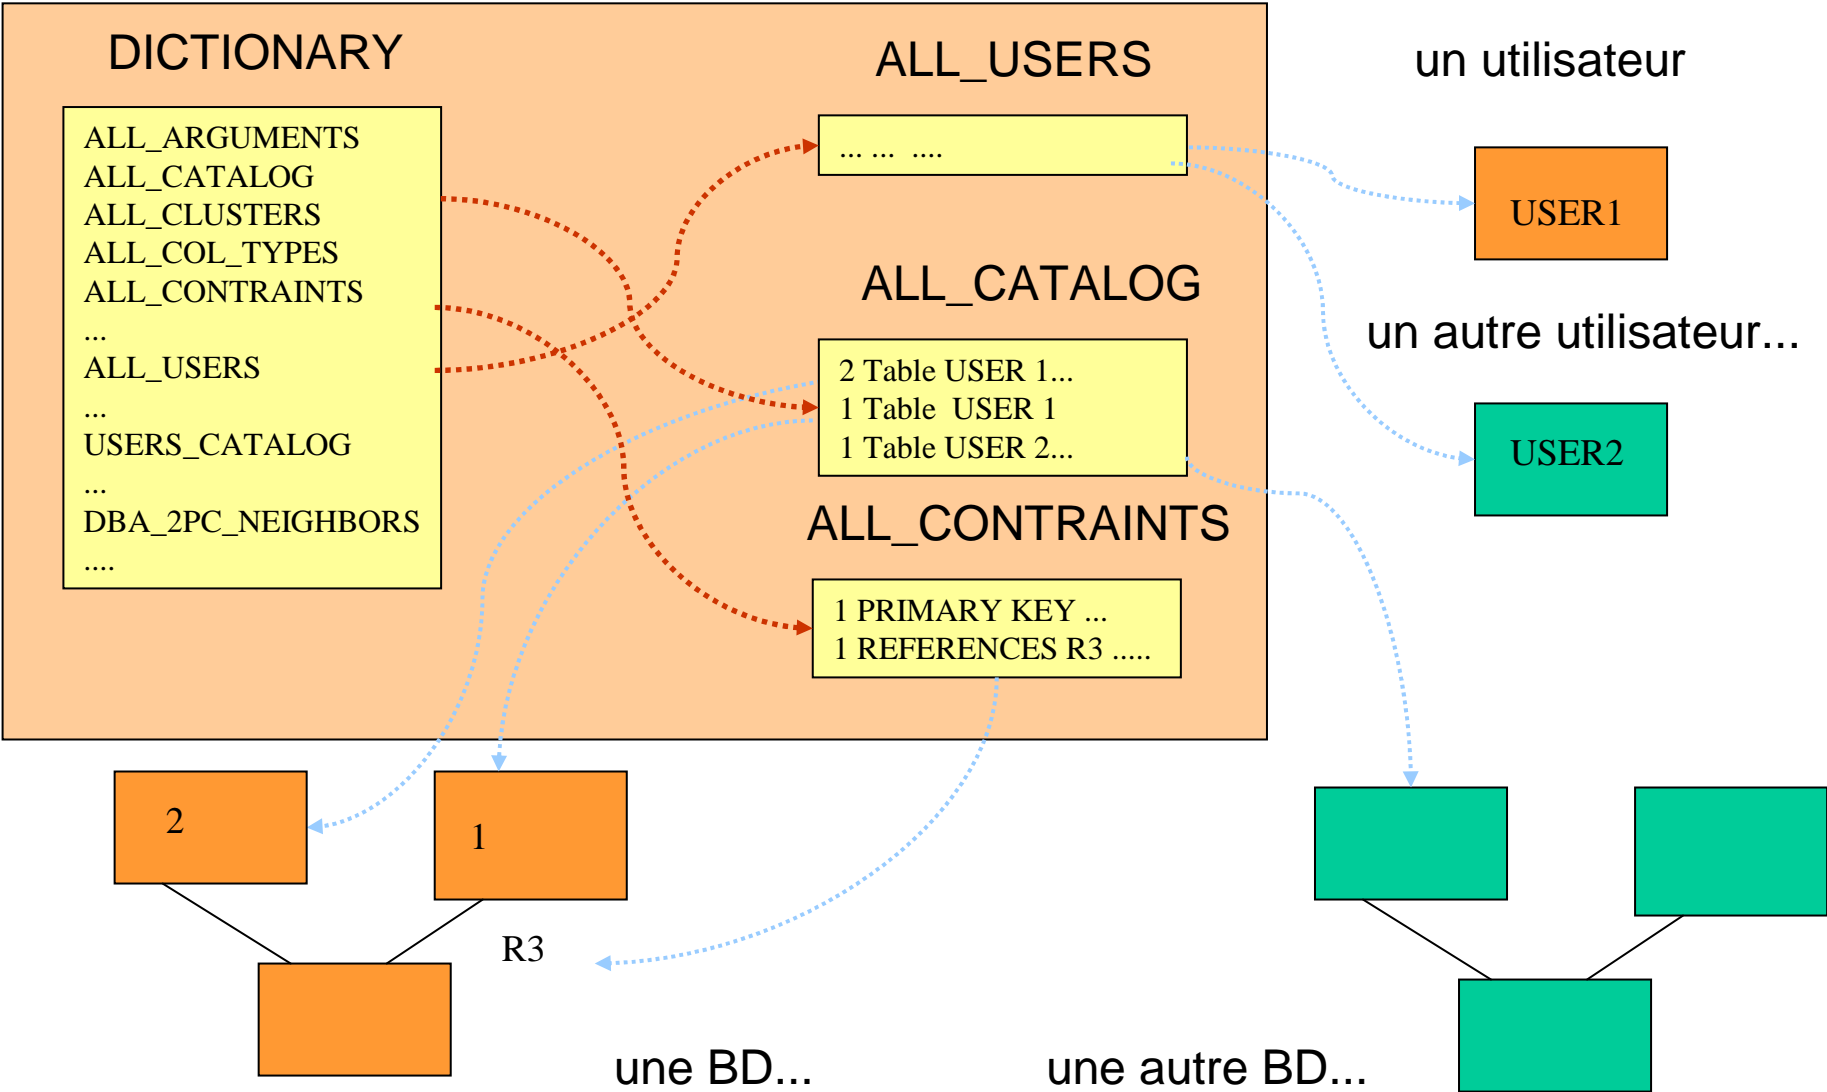 DICTIONARY
ALL_ARGUMENTS
ALL_CATALOG
ALL_CLUSTERS
ALL_COL_TYPES
ALL_CONTRAINTS
...
ALL_USERS
...
USERS_CATALOG
...
DBA_2PC_NEIGHBORS
....
ALL_USERS
... ... ....
ALL_CATALOG
2 Table USER 1...
1 Table USER 1
1 Table USER 2...
ALL_CONTRAINTS
1 PRIMARY KEY ...
1 REFERENCES R3 .....
un utilisateur
USER1
un autre utilisateur...
USER2
2
1
R3
une BD...
une autre BD...